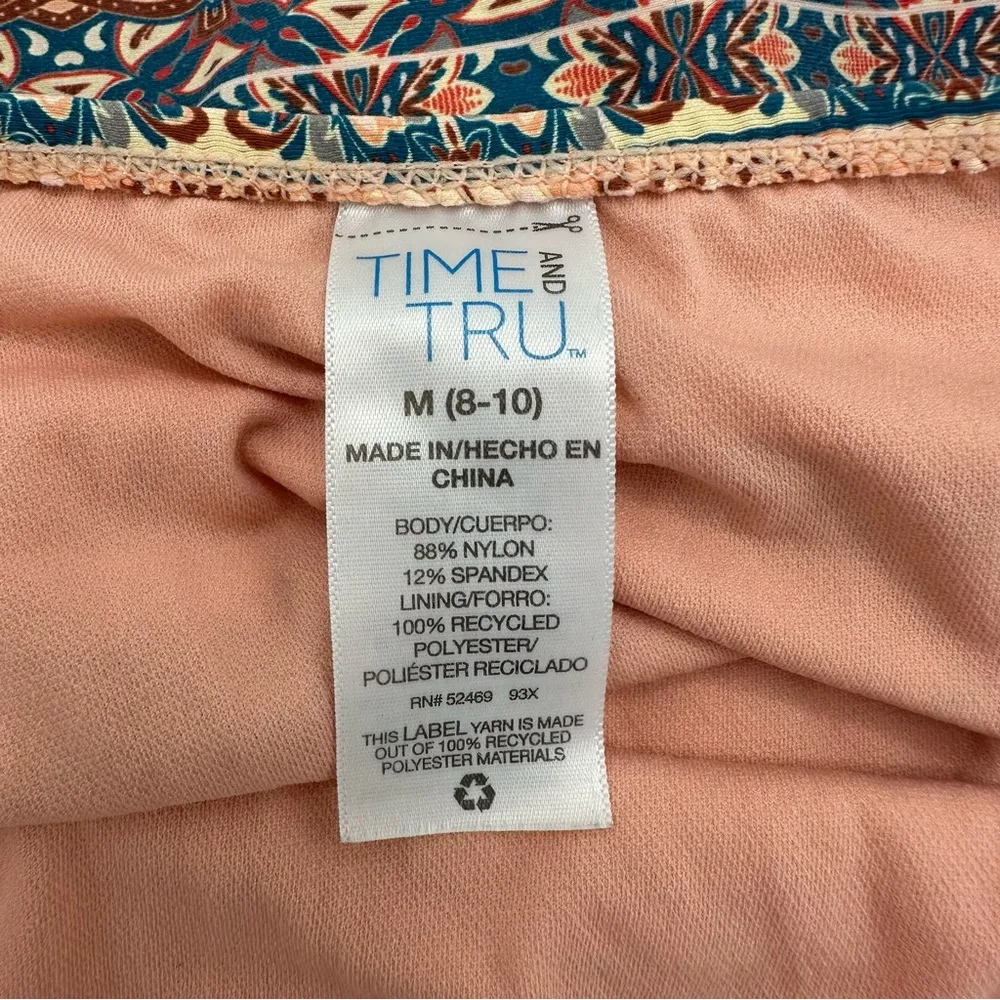 TIME AND
TRU™
M (8-10)
MADE IN/HECHO EN
CHINA
BODY/CUERPO:
88% NYLON
12% SPANDEX
LINING/FORRO:
100% RECYCLED
POLYESTER/
POLIÉSTER RECICLADO
RN# 52469 93X
THIS LABEL YARN IS MADE
OUT OF 100% RECYCLED
POLYESTER MATERIALS